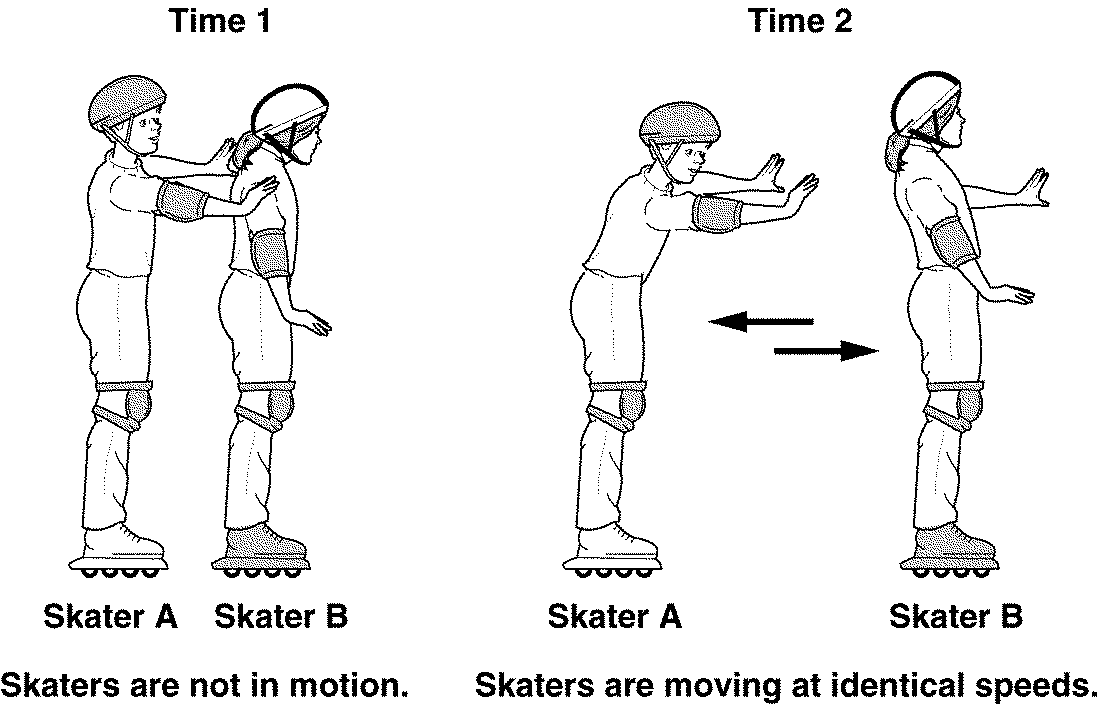 Time 1
Time 2
Skater A
Skater B
Skater A
Skater B
Skaters are not in motion.
Skaters are moving at identical speeds.